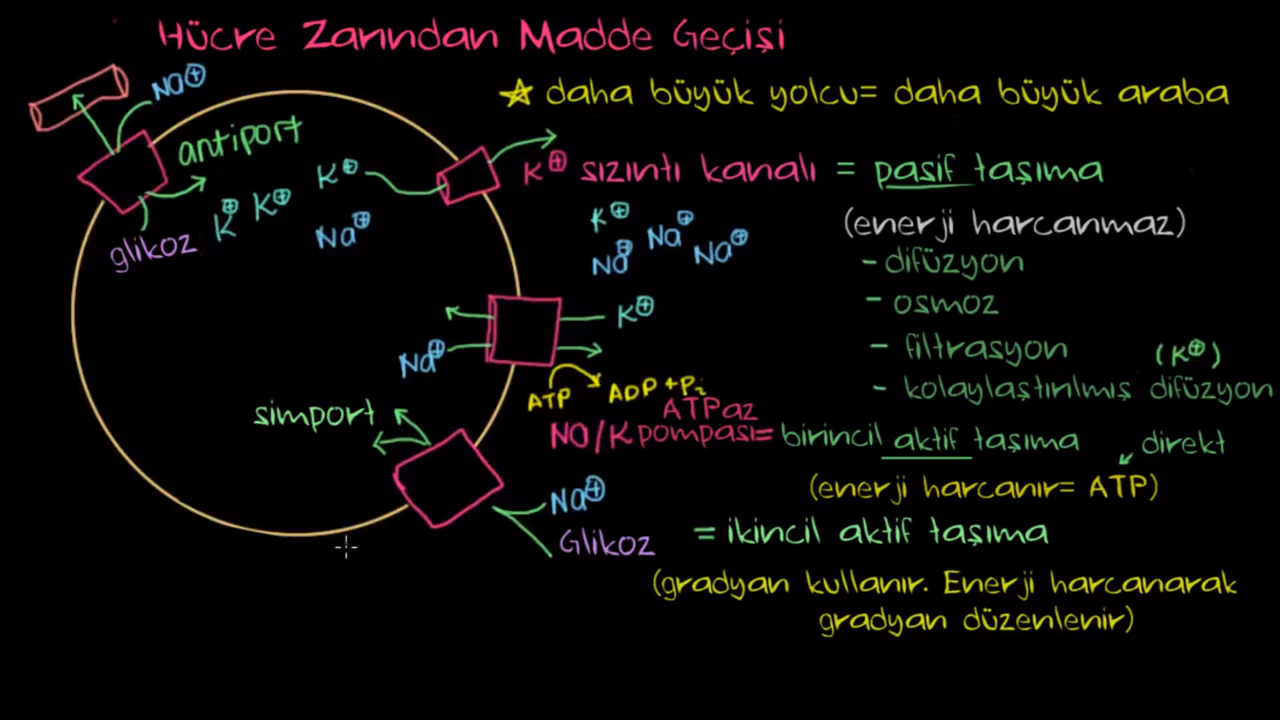 Hücre Zarından Madde Geçişi
Na+
☆ daha büyük yolcu= daha büyük araba
antiport
K+
K+ sızıntı kanalı = pasif taşıma
K+ K+
Na+
glikoz
K+
Na+ Na+ Na+
(enerji harcanmaz)
- difüzyon
- osmoz
- filtrasyon (K+)
- kolaylaştırılmış difüzyon
K+
Na+
ATP ADP + Pi
ATPaz
NO/K pompası= birincil aktif taşıma direkt
(enerji harcanır= ATP)
simport
Na+
Glikoz = ikincil aktif taşıma
(gradyan kullanır. Enerji harcanarak
gradyan düzenlenir)